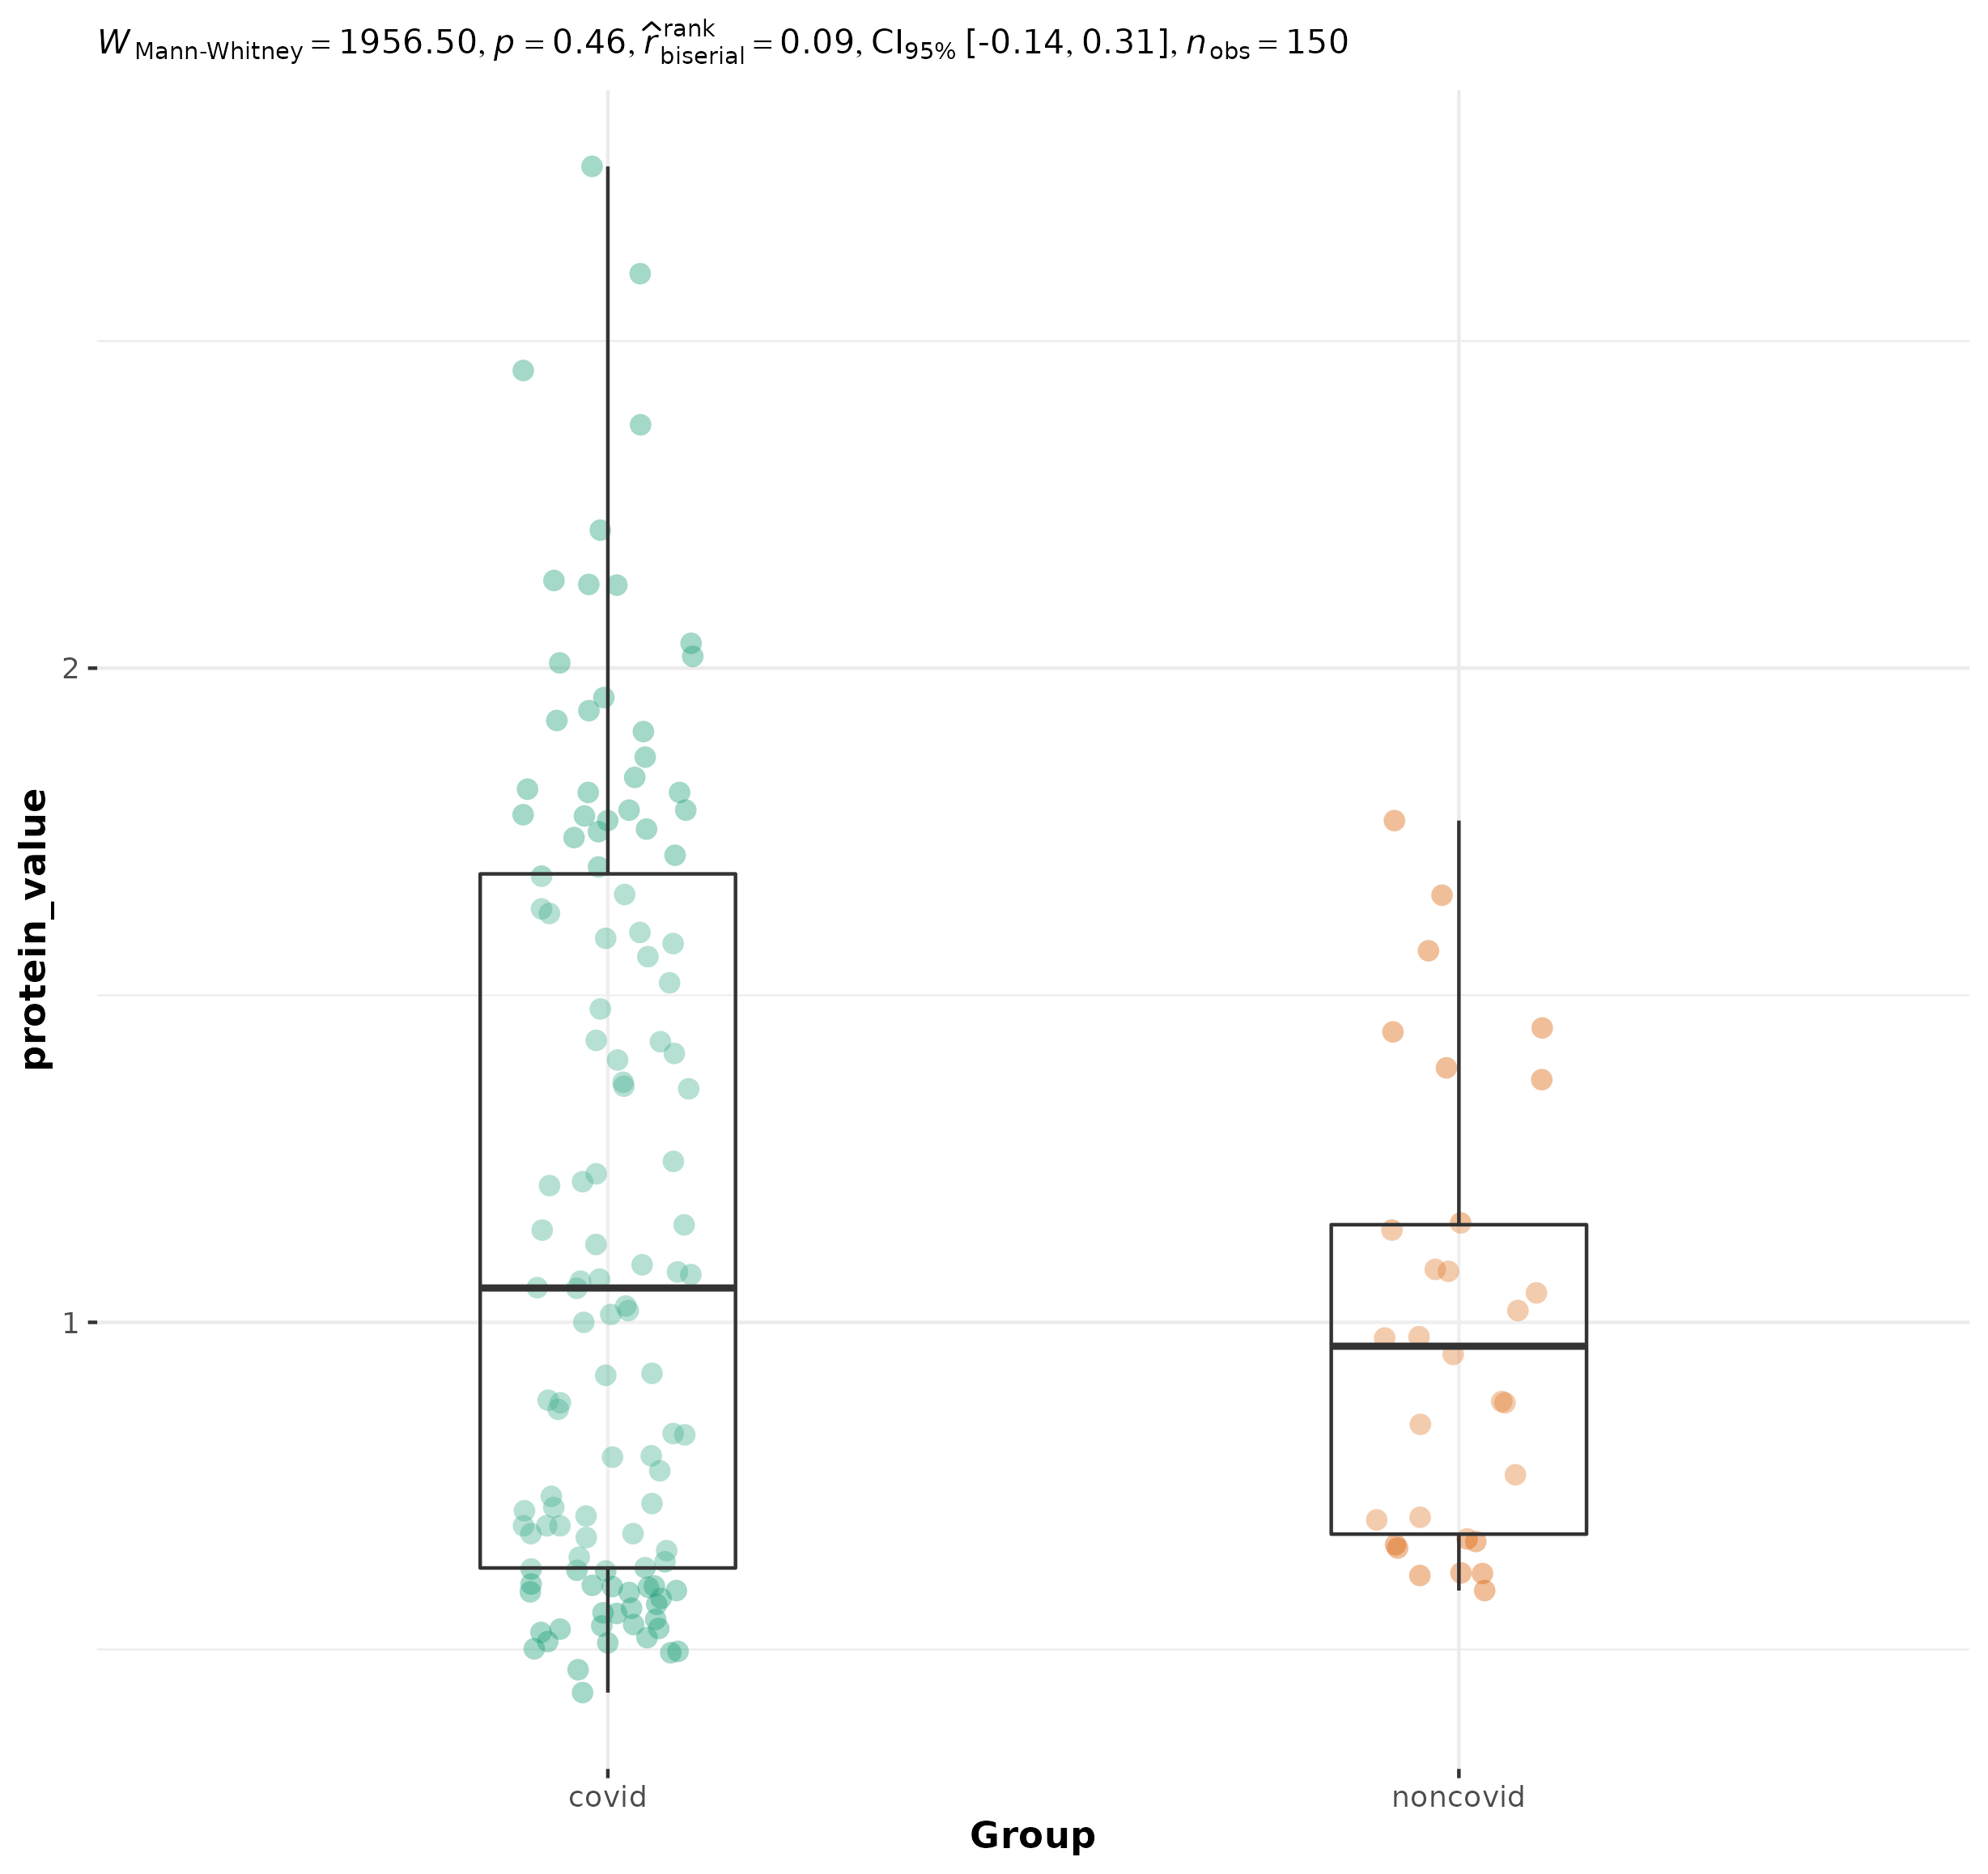 W Mann-Whitney = 1956.50, p = 0.46, r̂ rank biserial = 0.09, CI95% [-0.14, 0.31], nobs = 150
protein_value
2
1
covid noncovid
Group